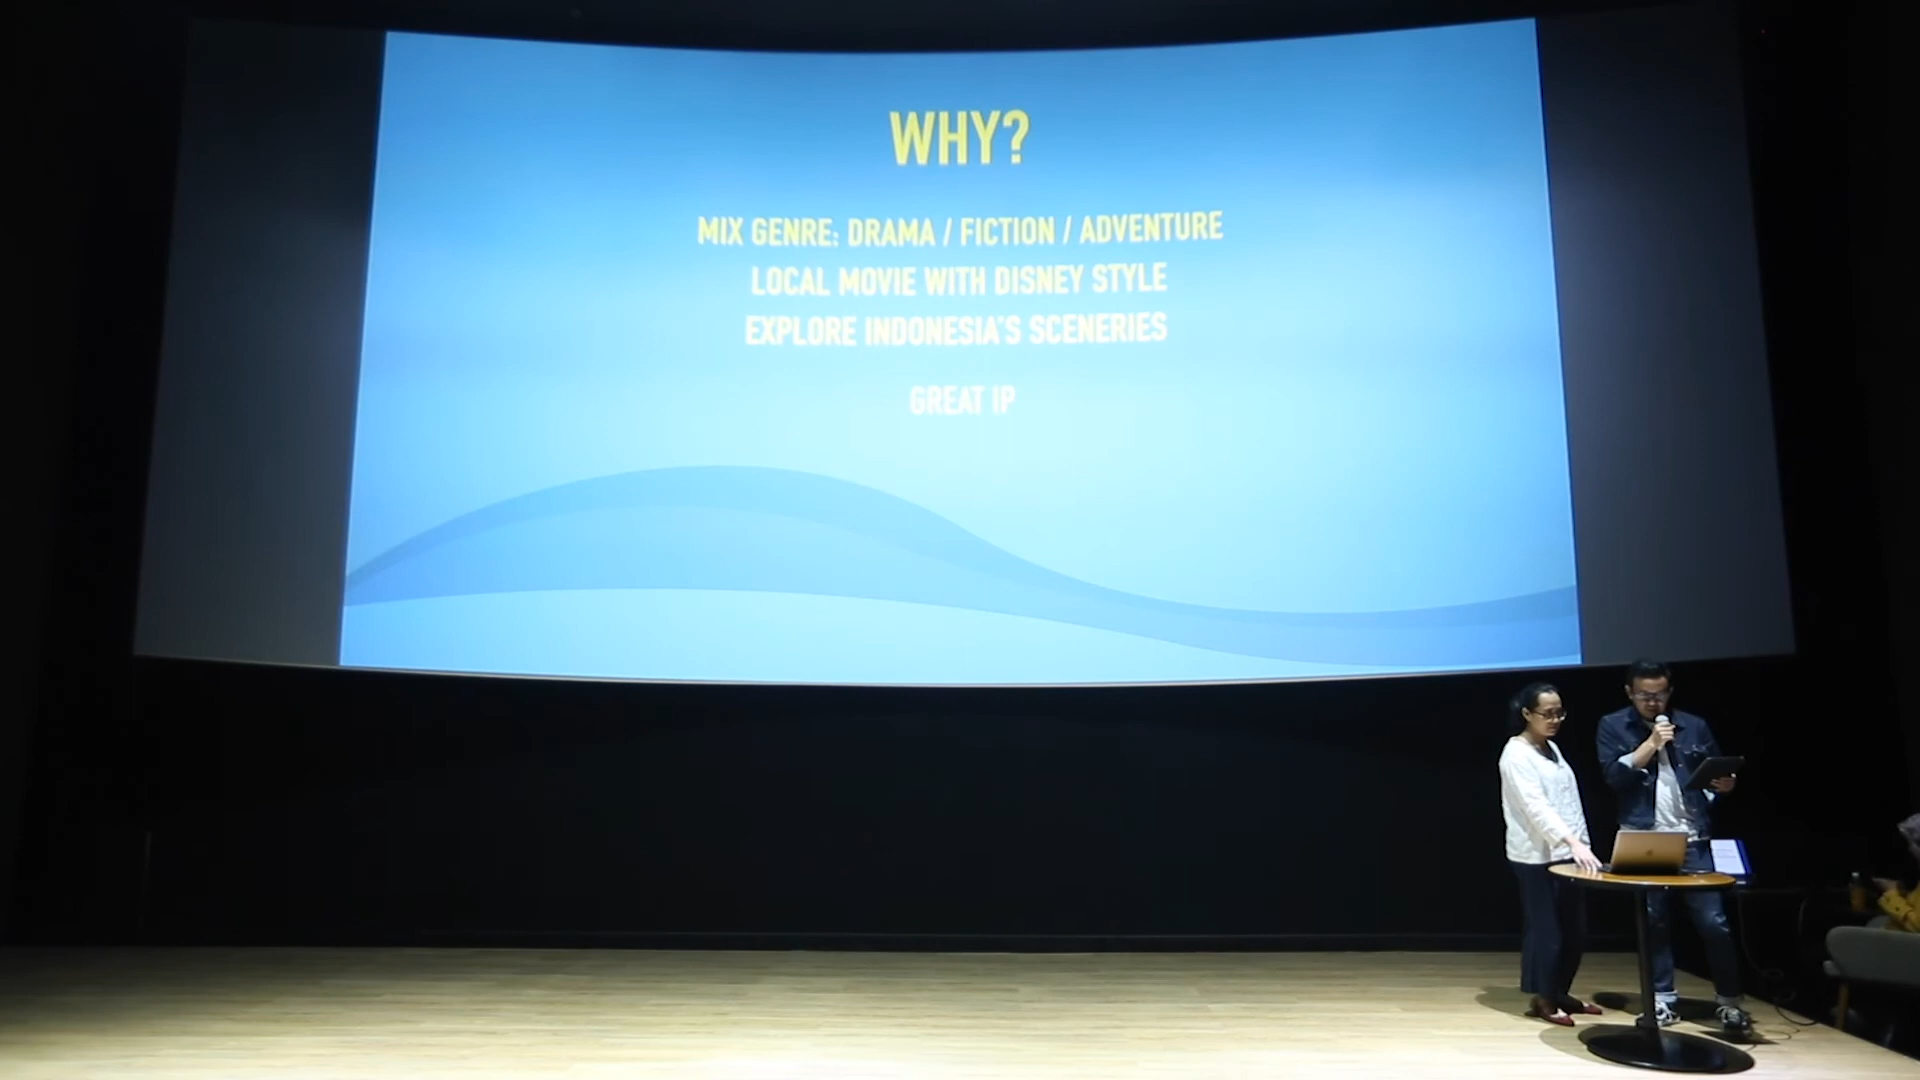 WHY?
MIX GENRE: DRAMA / FICTION / ADVENTURE
LOCAL MOVIE WITH DISNEY STYLE
EXPLORE INDONESIA'S SCENERIES
GREAT IP